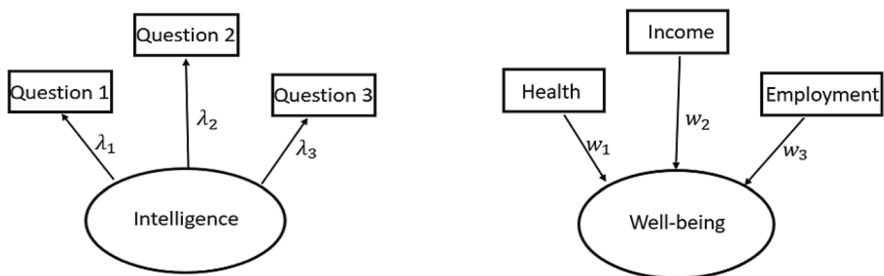 Question 2
Question 1
Question 3
λ₁
λ₂
λ₃
Intelligence
Income
Health
Employment
w₁
w₂
w₃
Well-being